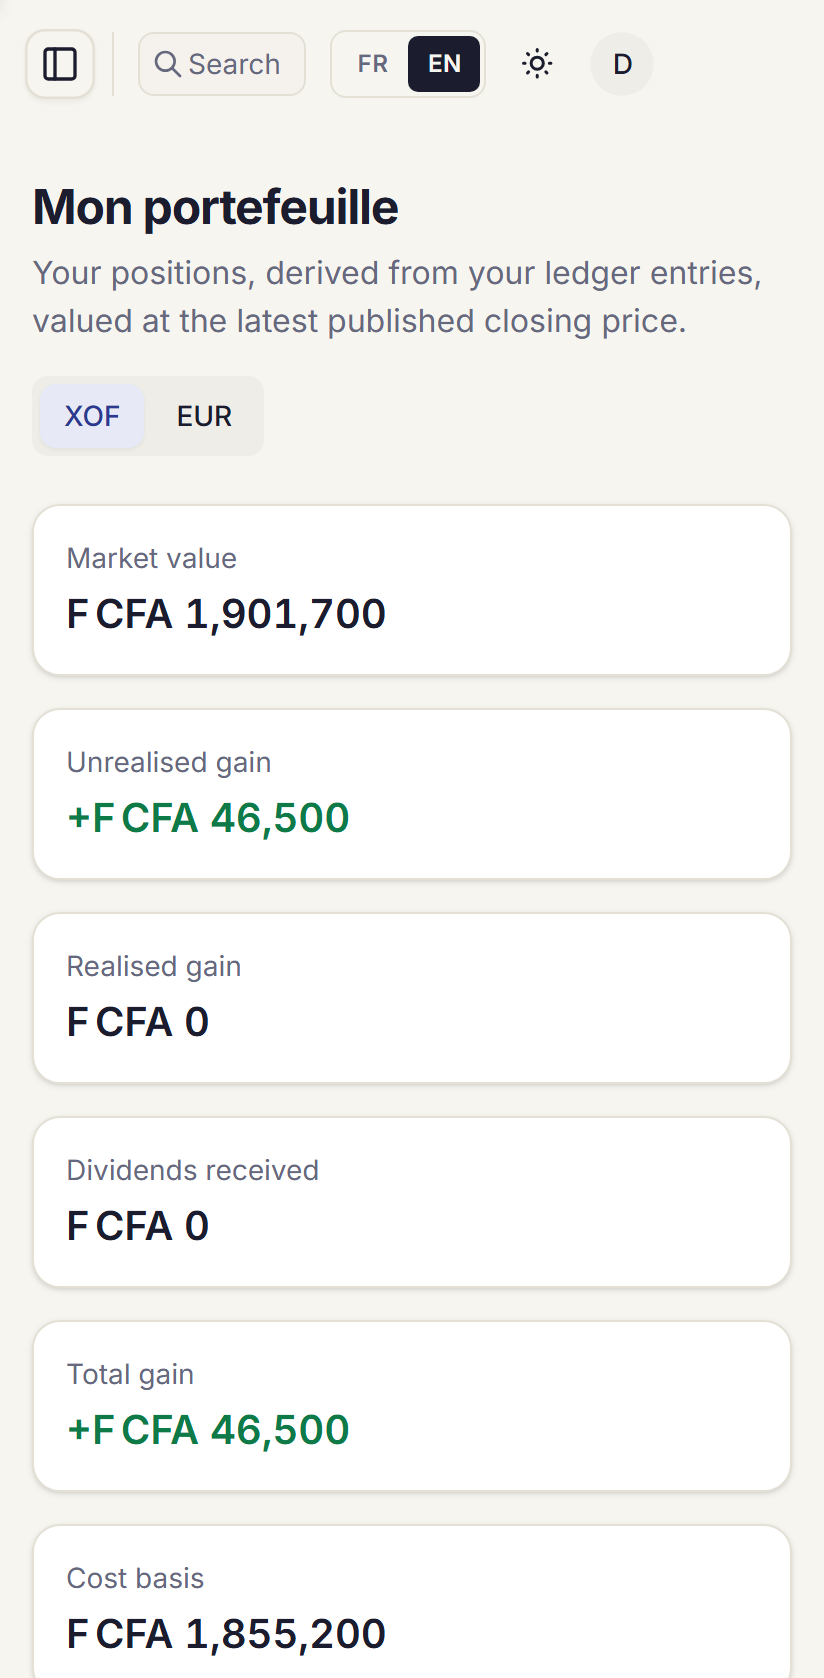 Search
FR EN
D
Mon portefeuille
Your positions, derived from your ledger entries,
valued at the latest published closing price.
XOF EUR
Market value
F CFA 1,901,700
Unrealised gain
+F CFA 46,500
Realised gain
F CFA 0
Dividends received
F CFA 0
Total gain
+F CFA 46,500
Cost basis
F CFA 1,855,200